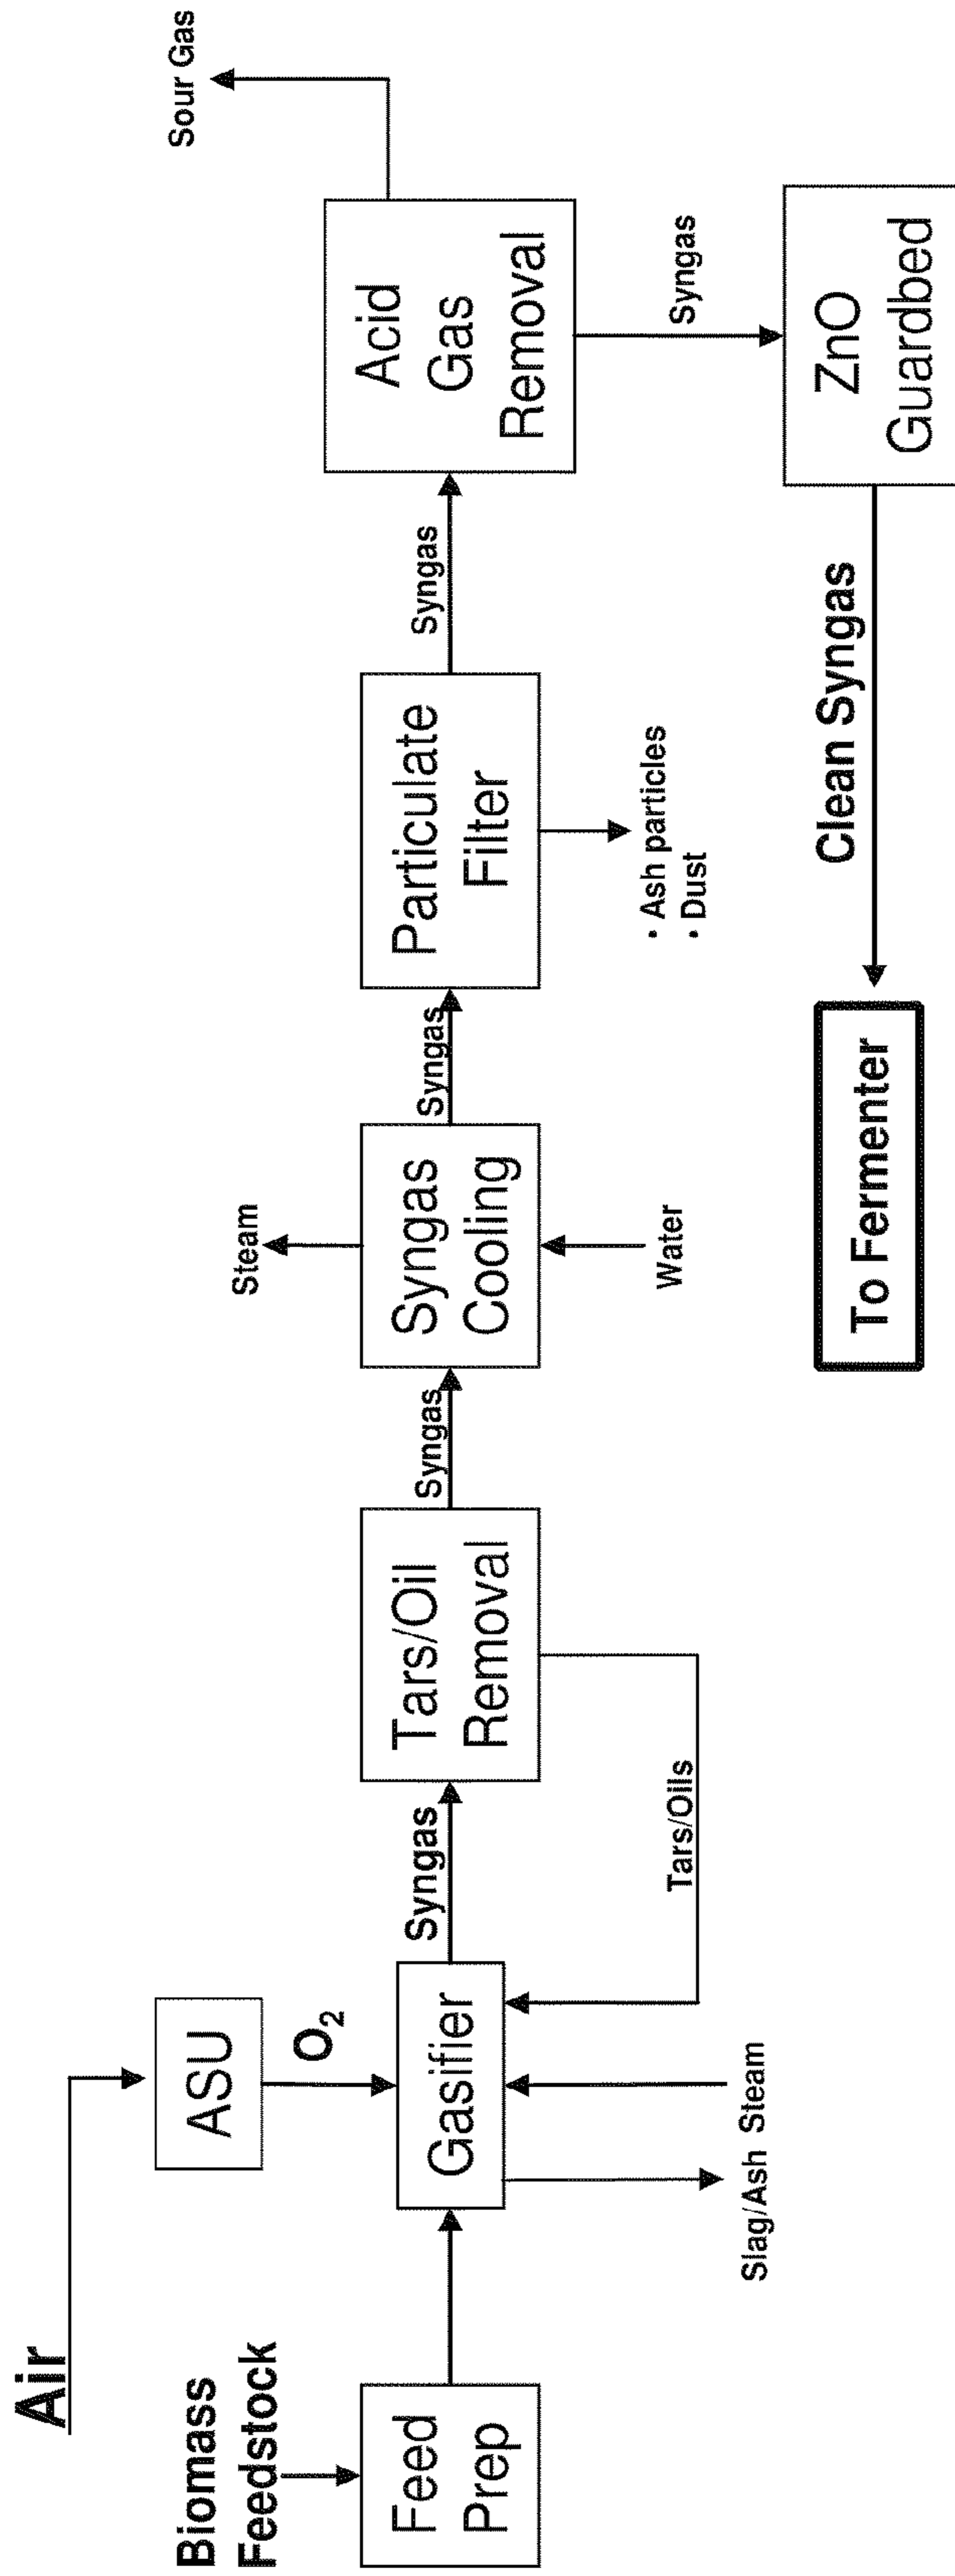 Air
Biomass
Feedstock
Feed
Prep
ASU
O₂
Gasifier
Slag/Ash
Steam
Syngas
Tars/Oils
Tars/Oil
Removal
Syngas
Steam
Syngas
Cooling
Water
Syngas
Particulate
Filter
• Ash particles
• Dust
Syngas
Acid
Gas
Removal
Sour Gas
Syngas
ZnO
Guardbed
Clean Syngas
To Fermenter